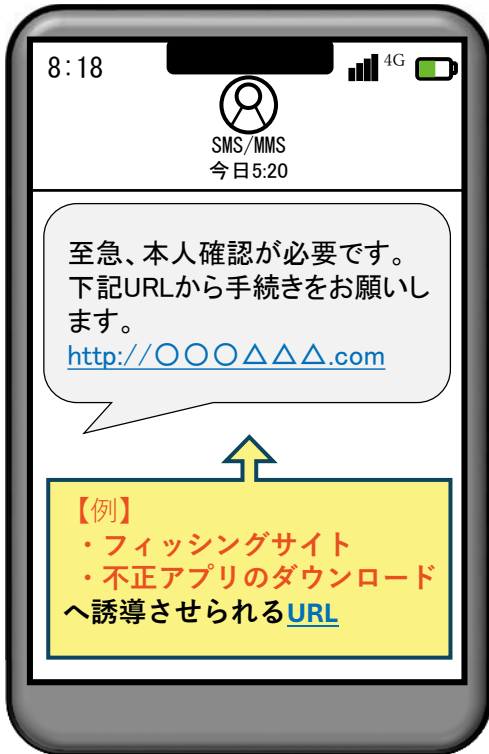 8:18
4G
SMS/MMS
今日5:20
至急、本人確認が必要です。
下記URLから手続きをお願いし
ます。
http://〇〇〇△△△.com
【例】
・フィッシングサイト
・不正アプリのダウンロード
へ誘導させられるURL